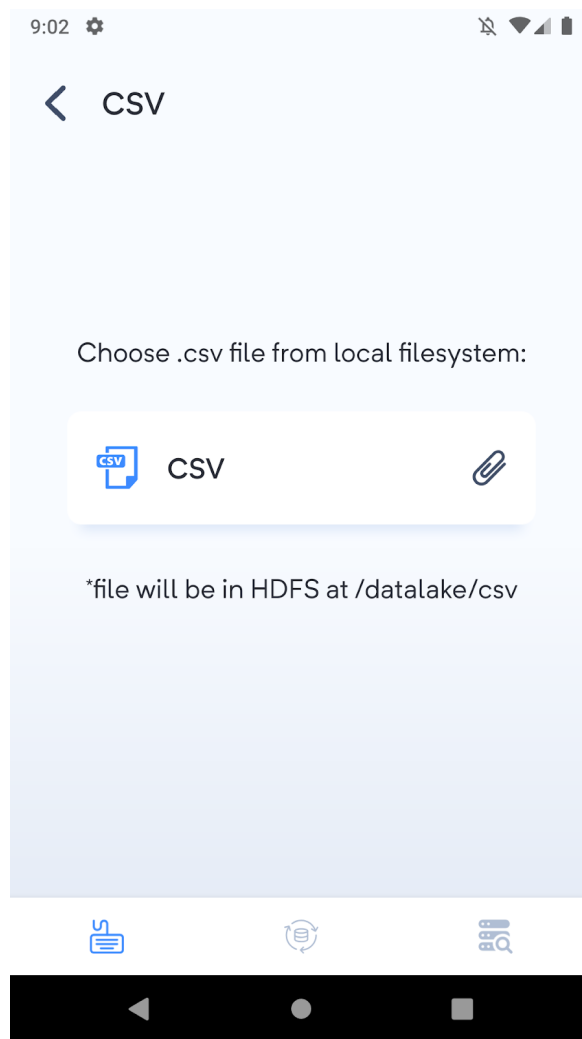 9:02
CSV
Choose .csv file from local filesystem:
CSV
CSV
*file will be in HDFS at /datalake/csv